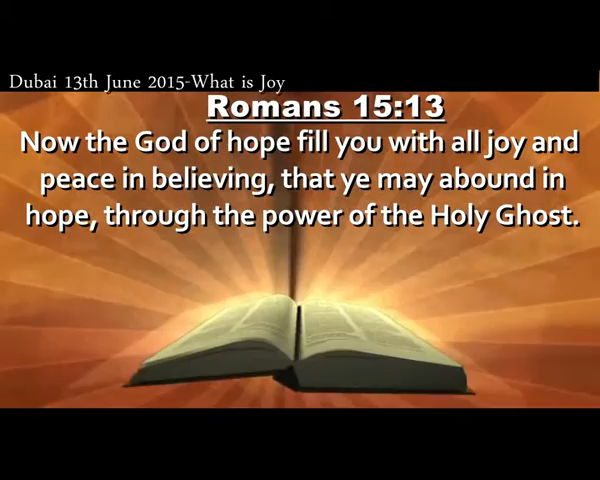 Dubai 13th June 2015-What is Joy
Romans 15:13
Now the God of hope fill you with all joy and
peace in believing, that ye may abound in
hope, through the power of the Holy Ghost.